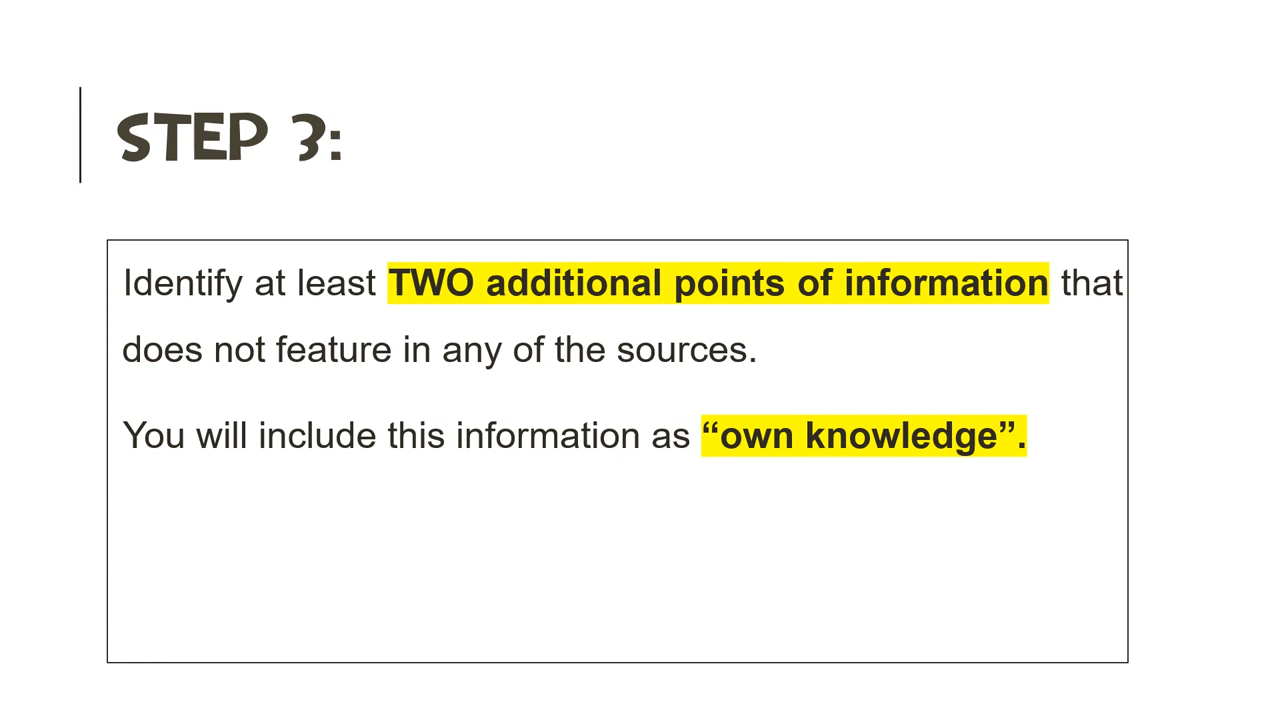 STEP 3:
Identify at least TWO additional points of information that
does not feature in any of the sources.
You will include this information as “own knowledge”.